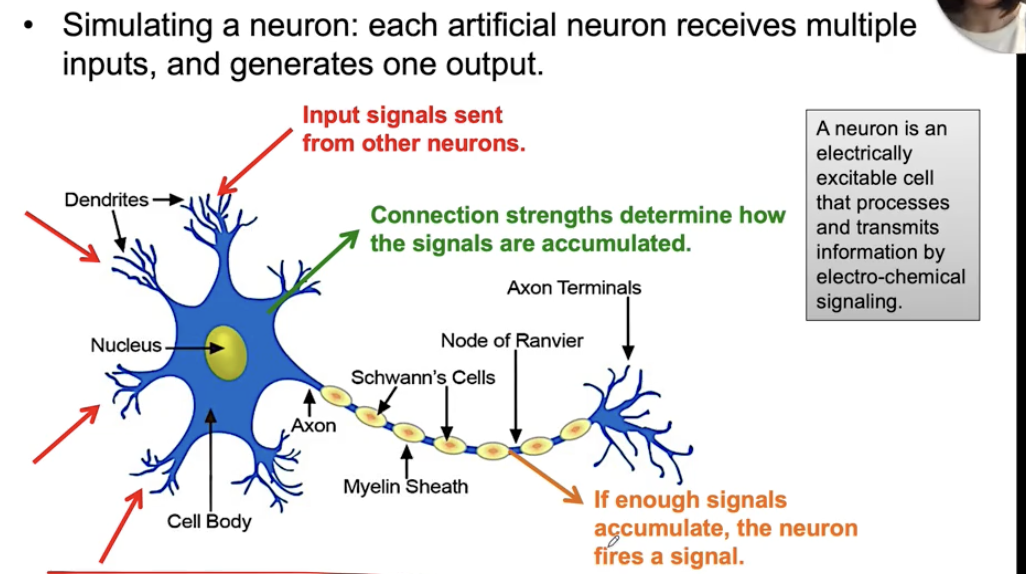 • Simulating a neuron: each artificial neuron receives multiple
inputs, and generates one output.
Input signals sent
from other neurons.
A neuron is an
electrically
excitable cell
that processes
and transmits
information by
electro-chemical
signaling.
Dendrites
Connection strengths determine how
the signals are accumulated.
Axon Terminals
Nucleus
Node of Ranvier
Schwann's Cells
Axon
Myelin Sheath
Cell Body
If enough signals
accumulate, the neuron
fires a signal.